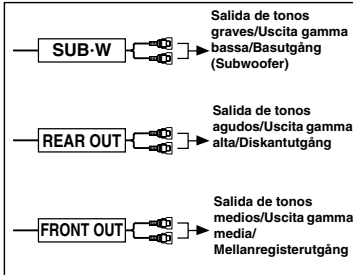 Salida de tonos
graves/Uscita gamma
bassa/Basutgång
(Subwoofer)
SUB·W
Salida de tonos
agudos/Uscita gamma
alta/Diskantutgång
REAR OUT
Salida de tonos
medios/Uscita gamma
media/
Mellanregisterutgång
FRONT OUT